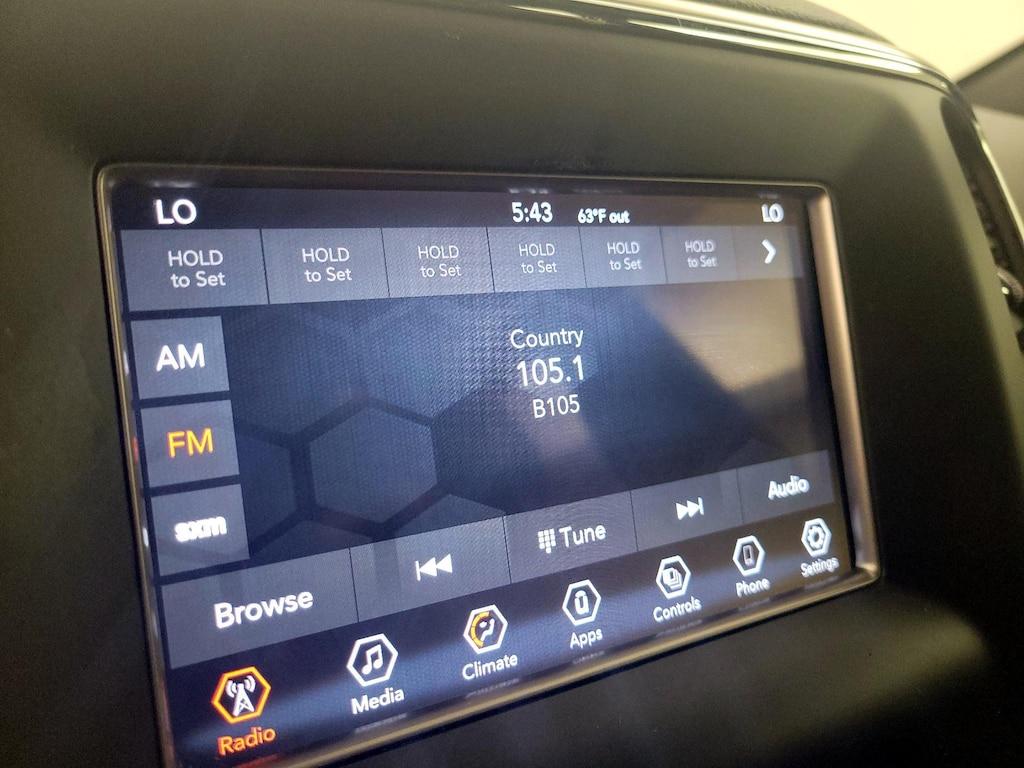 LO 5:43 63°F out LO
HOLD to Set HOLD to Set HOLD to Set HOLD to Set HOLD to Set HOLD to Set
AM
FM
sxm
Country
105.1
B105
Browse Tune Audio
Radio Media Climate Apps Controls Phone Settings